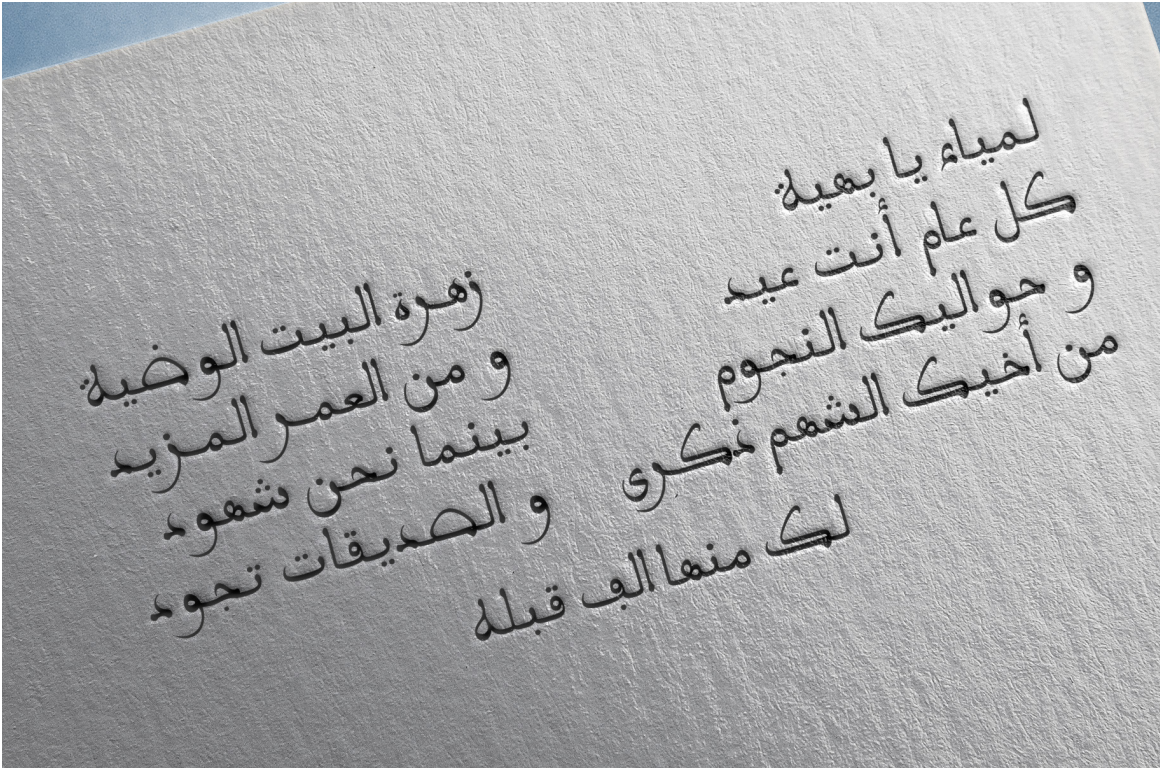 لمياء يا بهية
زهرة البيت الوضية
كل عام أنت عيد
و من العمر المزيد
و حواليك النجوم
بينما نحن شهود
من أخيك الشهم ذكرى
و الصديقات تجود
لك منها الف قبله